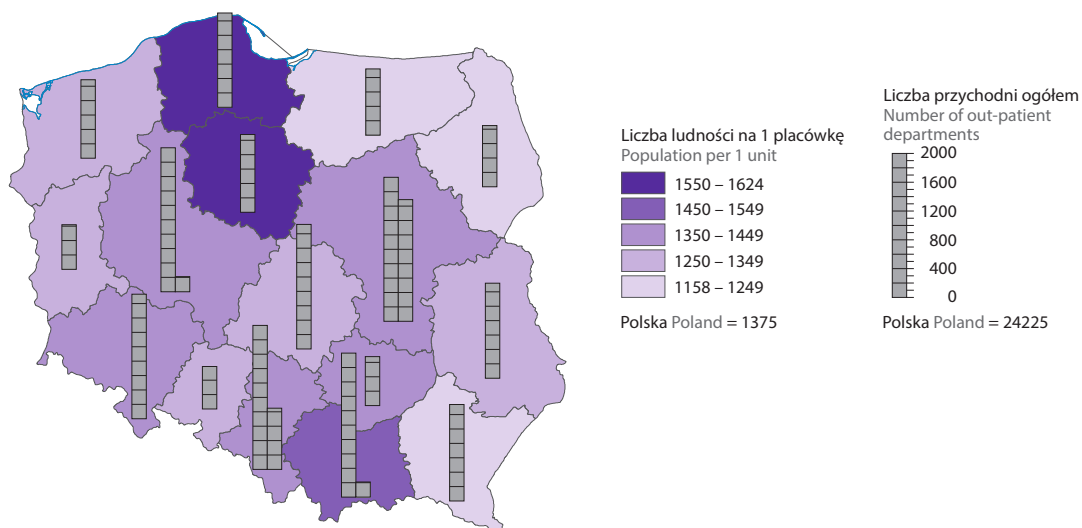 Liczba ludności na 1 placówkę
Population per 1 unit
1550 – 1624
1450 – 1549
1350 – 1449
1250 – 1349
1158 – 1249
Polska Poland = 1375
Liczba przychodni ogółem
Number of out-patient
departments
2000
1600
1200
800
400
0
Polska Poland = 24225